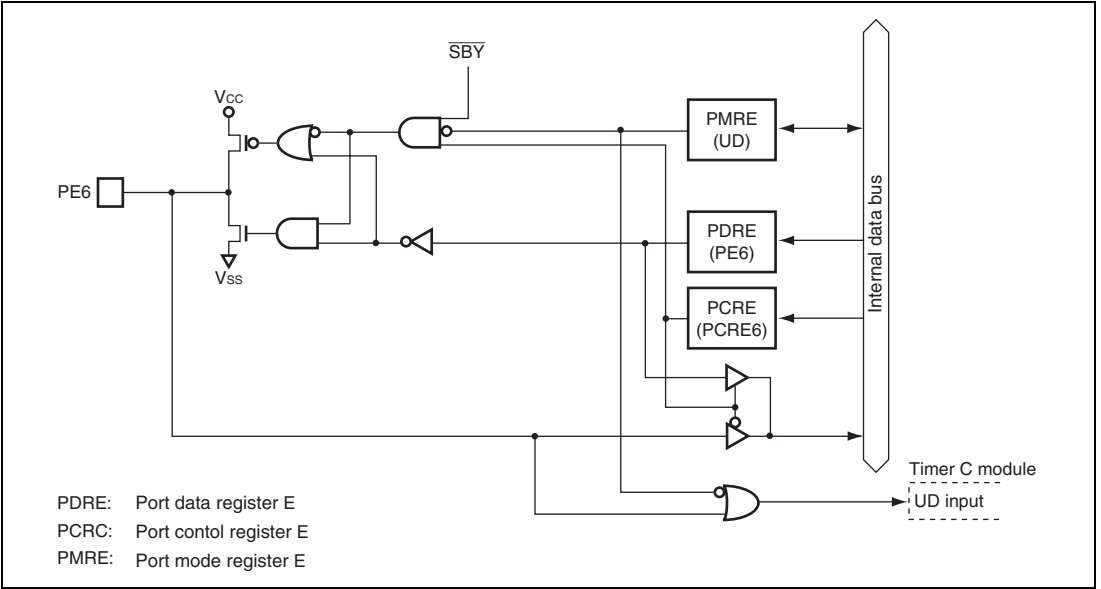 SBY
VCC
PMRE
(UD)
PE6
PDRE
(PE6)
VSS
PCRE
(PCRE6)
Internal data bus
Timer C module
UD input
PDRE: Port data register E
PCRC: Port contol register E
PMRE: Port mode register E